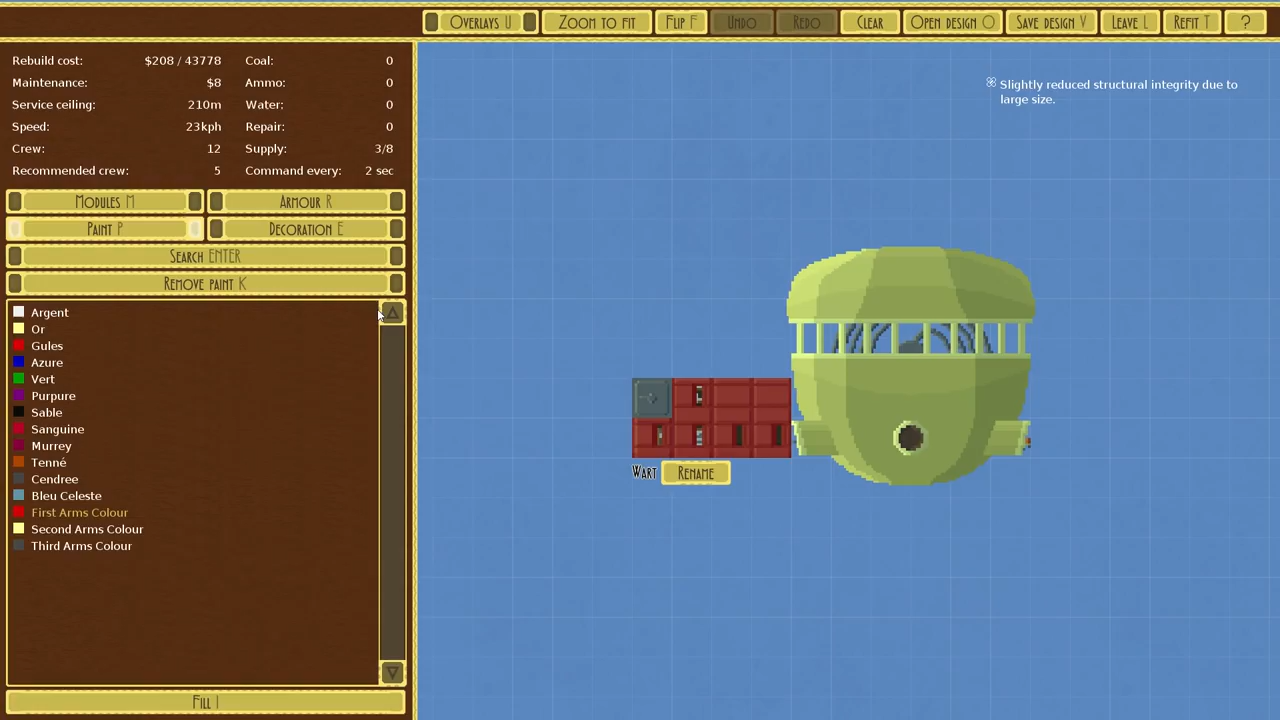 OVERLAYS U
ZOOM TO FIT
FLIP F
UNDO
REDO
CLEAR
OPEN DESIGN O
SAVE DESIGN V
LEAVE L
REFIT T
?
Rebuild cost: $208 / 43778 Coal: 0
Maintenance: $8 Ammo: 0
Service ceiling: 210m Water: 0
Speed: 23kph Repair: 0
Crew: 12 Supply: 3/8
Recommended crew: 5 Command every: 2 sec
MODULES M
ARMOUR R
PAINT P
DECORATION E
SEARCH ENTER
REMOVE PAINT K
Argent
Or
Gules
Azure
Vert
Purpure
Sable
Sanguine
Murrey
Tenné
Cendree
Bleu Celeste
First Arms Colour
Second Arms Colour
Third Arms Colour
FILL I
Slightly reduced structural integrity due to
large size.
WART
RENAME